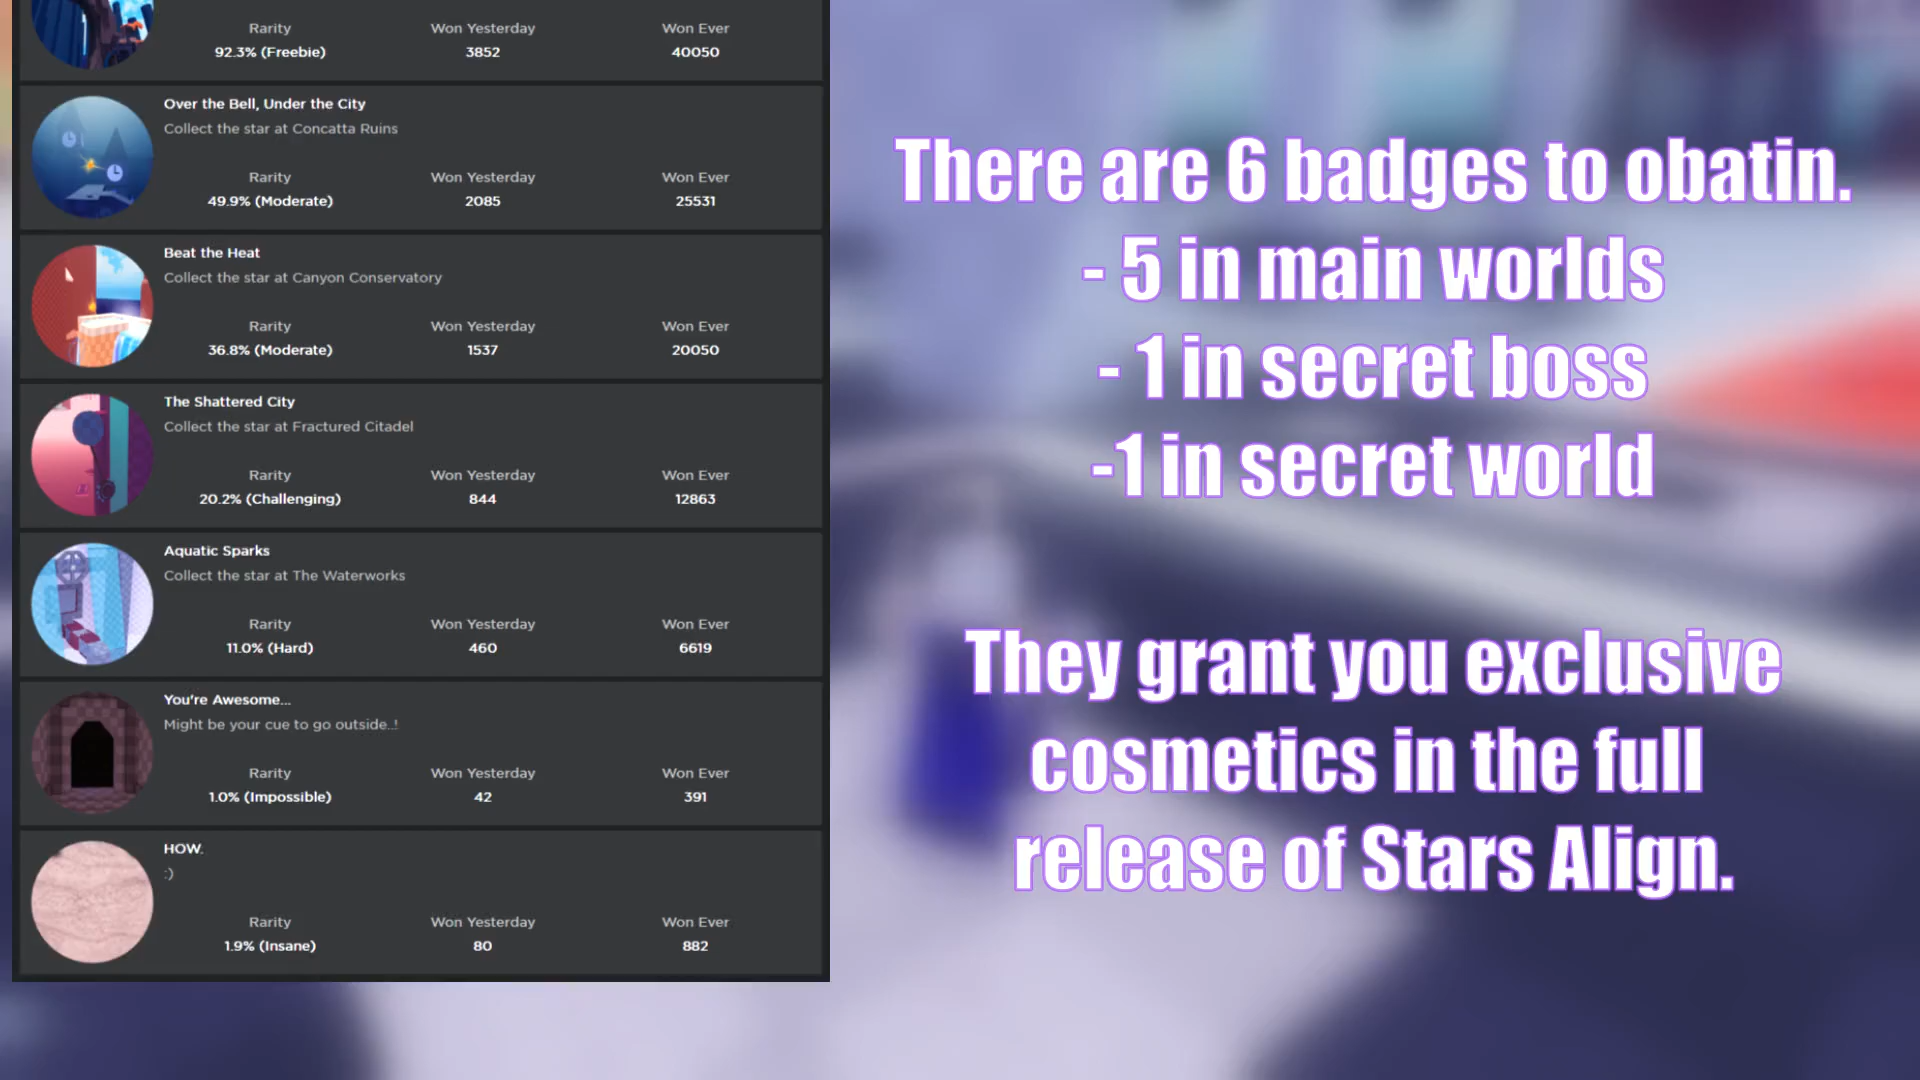 Rarity Won Yesterday Won Ever
92.3% (Freebie) 3852 40050
Over the Bell, Under the City
Collect the star at Concatta Ruins
Rarity Won Yesterday Won Ever
49.9% (Moderate) 2085 25531
Beat the Heat
Collect the star at Canyon Conservatory
Rarity Won Yesterday Won Ever
36.8% (Moderate) 1537 20050
The Shattered City
Collect the star at Fractured Citadel
Rarity Won Yesterday Won Ever
20.2% (Challenging) 844 12863
Aquatic Sparks
Collect the star at The Waterworks
Rarity Won Yesterday Won Ever
11.0% (Hard) 460 6619
You're Awesome...
Might be your cue to go outside..!
Rarity Won Yesterday Won Ever
1.0% (Impossible) 42 391
HOW.
:)
Rarity Won Yesterday Won Ever
1.9% (Insane) 80 882
There are 6 badges to obatin.
- 5 in main worlds
- 1 in secret boss
-1 in secret world
They grant you exclusive
cosmetics in the full
release of Stars Align.